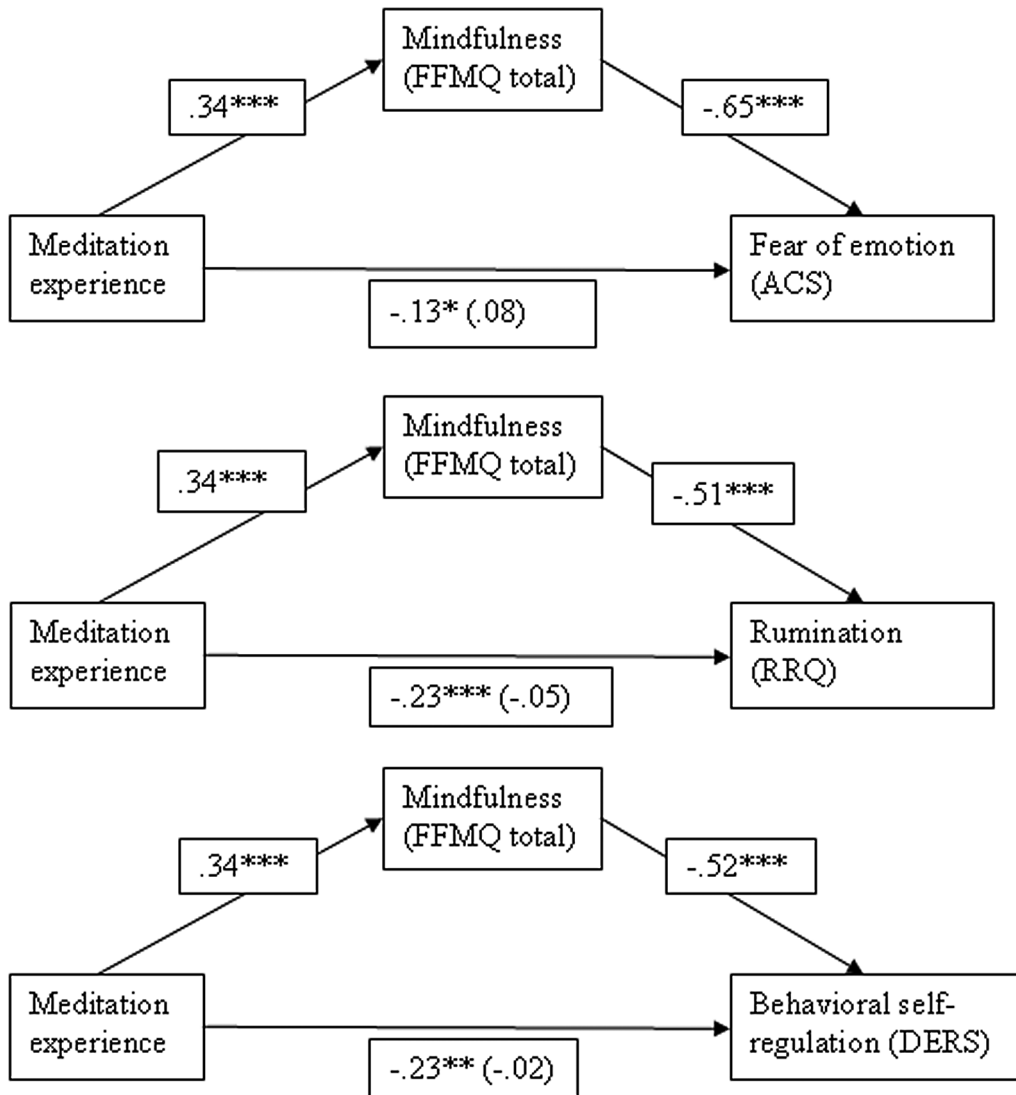 Mindfulness
(FFMQ total)
.34***
-.65***
Meditation
experience
Fear of emotion
(ACS)
-.13* (.08)
Mindfulness
(FFMQ total)
.34***
-.51***
Meditation
experience
Rumination
(RRQ)
-.23*** (-.05)
Mindfulness
(FFMQ total)
.34***
-.52***
Meditation
experience
Behavioral self-
regulation (DERS)
-.23** (-.02)